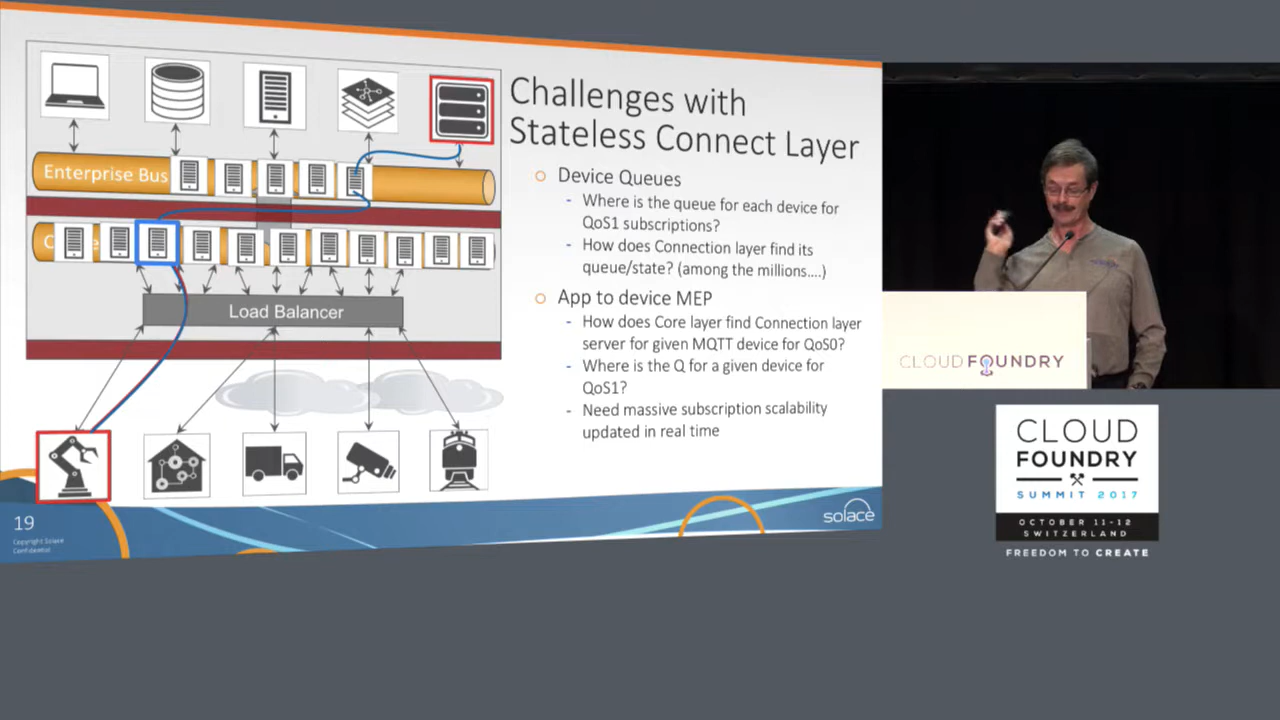 Challenges with
Stateless Connect Layer
Enterprise Bus
C
Load Balancer
Device Queues
- Where is the queue for each device for
QoS1 subscriptions?
- How does Connection layer find its
queue/state? (among the millions....)
App to device MEP
- How does Core layer find Connection layer
server for given MQTT device for QoS0?
- Where is the Q for a given device for
QoS1?
- Need massive subscription scalability
updated in real time
19
Copyright Solace
Confidential
solace
CLOUD FOUNDRY
CLOUD
FOUNDRY
SUMMIT 2017
OCTOBER 11-12
SWITZERLAND
FREEDOM TO CREATE